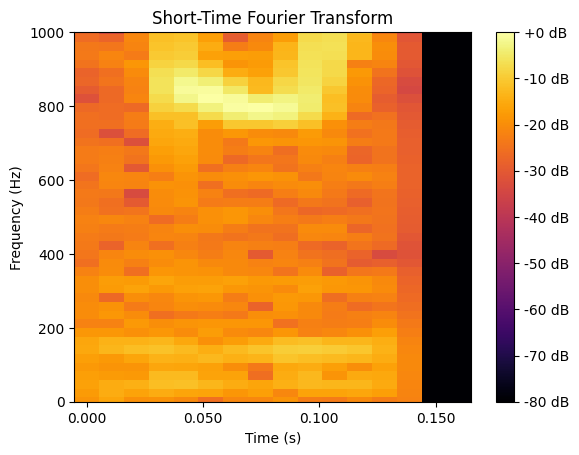 Short-Time Fourier Transform
1000
800
600
400
200
0
Frequency (Hz)
0.000
0.050
0.100
0.150
Time (s)
+0 dB
-10 dB
-20 dB
-30 dB
-40 dB
-50 dB
-60 dB
-70 dB
-80 dB